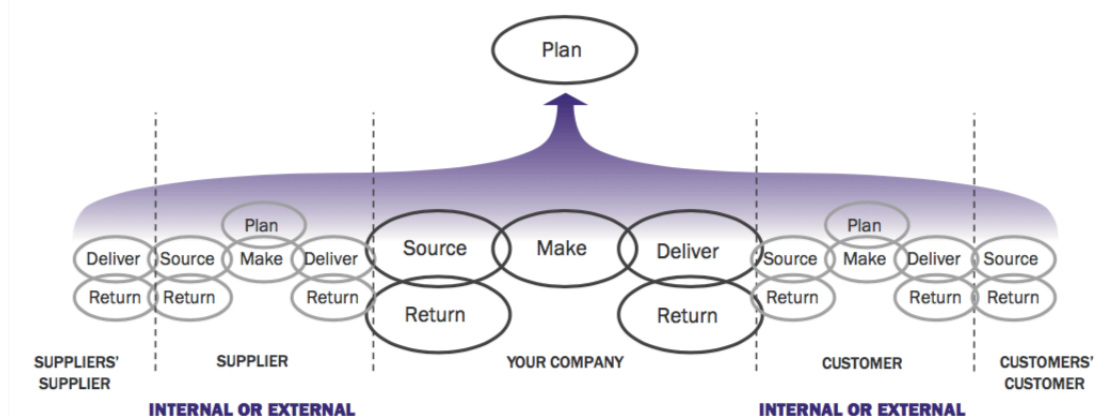 Plan
Plan
Plan
Deliver Source Make Deliver Source Make Deliver Source Make Deliver Source
Return Return Return Return Return Return Return Return
SUPPLIERS' SUPPLIER YOUR COMPANY CUSTOMER CUSTOMERS'
SUPPLIER CUSTOMER
INTERNAL OR EXTERNAL INTERNAL OR EXTERNAL